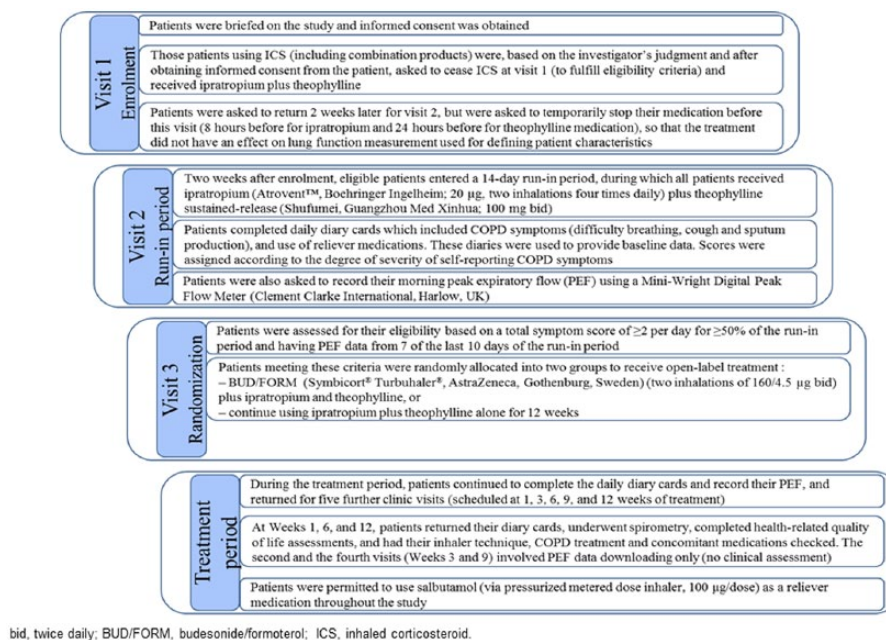 Visit 1
Enrolment
Patients were briefed on the study and informed consent was obtained
Those patients using ICS (including combination products) were, based on the investigator's judgment and after
obtaining informed consent from the patient, asked to cease ICS at visit 1 (to fulfill eligibility criteria) and
received ipratropium plus theophylline
Patients were asked to return 2 weeks later for visit 2, but were asked to temporarily stop their medication before
this visit (8 hours before for ipratropium and 24 hours before for theophylline medication), so that the treatment
did not have an effect on lung function measurement used for defining patient characteristics
Visit 2
Run-in period
Two weeks after enrolment, eligible patients entered a 14-day run-in period, during which all patients received
ipratropium (Atrovent™, Boehringer Ingelheim; 20 µg, two inhalations four times daily) plus theophylline
sustained-release (Shufumei, Guangzhou Med Xinhua; 100 mg bid)
Patients completed daily diary cards which included COPD symptoms (difficulty breathing, cough and sputum
production), and use of reliever medications. These diaries were used to provide baseline data. Scores were
assigned according to the degree of severity of self-reporting COPD symptoms
Patients were also asked to record their morning peak expiratory flow (PEF) using a Mini-Wright Digital Peak
Flow Meter (Clement Clarke International, Harlow, UK)
Visit 3
Randomization
Patients were assessed for their eligibility based on a total symptom score of ≥2 per day for ≥50% of the run-in
period and having PEF data from 7 of the last 10 days of the run-in period
Patients meeting these criteria were randomly allocated into two groups to receive open-label treatment :
– BUD/FORM (Symbicort® Turbuhaler®, AstraZeneca, Gothenburg, Sweden) (two inhalations of 160/4.5 µg bid)
plus ipratropium and theophylline, or
– continue using ipratropium plus theophylline alone for 12 weeks
Treatment
period
During the treatment period, patients continued to complete the daily diary cards and record their PEF, and
returned for five further clinic visits (scheduled at 1, 3, 6, 9, and 12 weeks of treatment)
At Weeks 1, 6, and 12, patients returned their diary cards, underwent spirometry, completed health-related quality
of life assessments, and had their inhaler technique, COPD treatment and concomitant medications checked. The
second and the fourth visits (Weeks 3 and 9) involved PEF data downloading only (no clinical assessment)
Patients were permitted to use salbutamol (via pressurized metered dose inhaler, 100 µg/dose) as a reliever
medication throughout the study
bid, twice daily; BUD/FORM, budesonide/formoterol; ICS, inhaled corticosteroid.